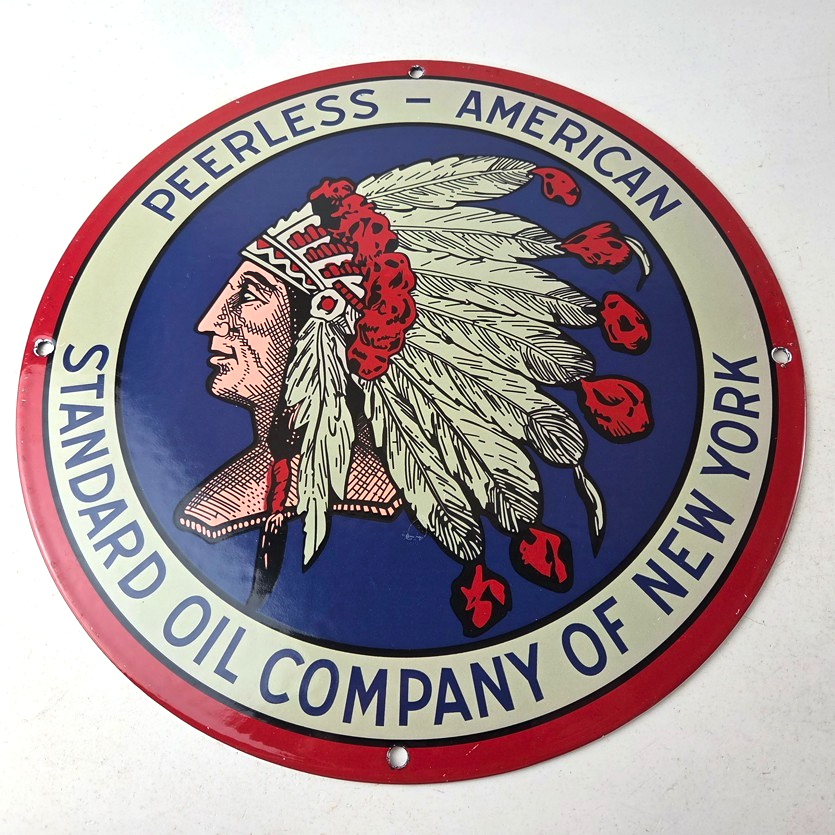 PEERLESS – AMERICAN
STANDARD OIL COMPANY OF NEW YORK